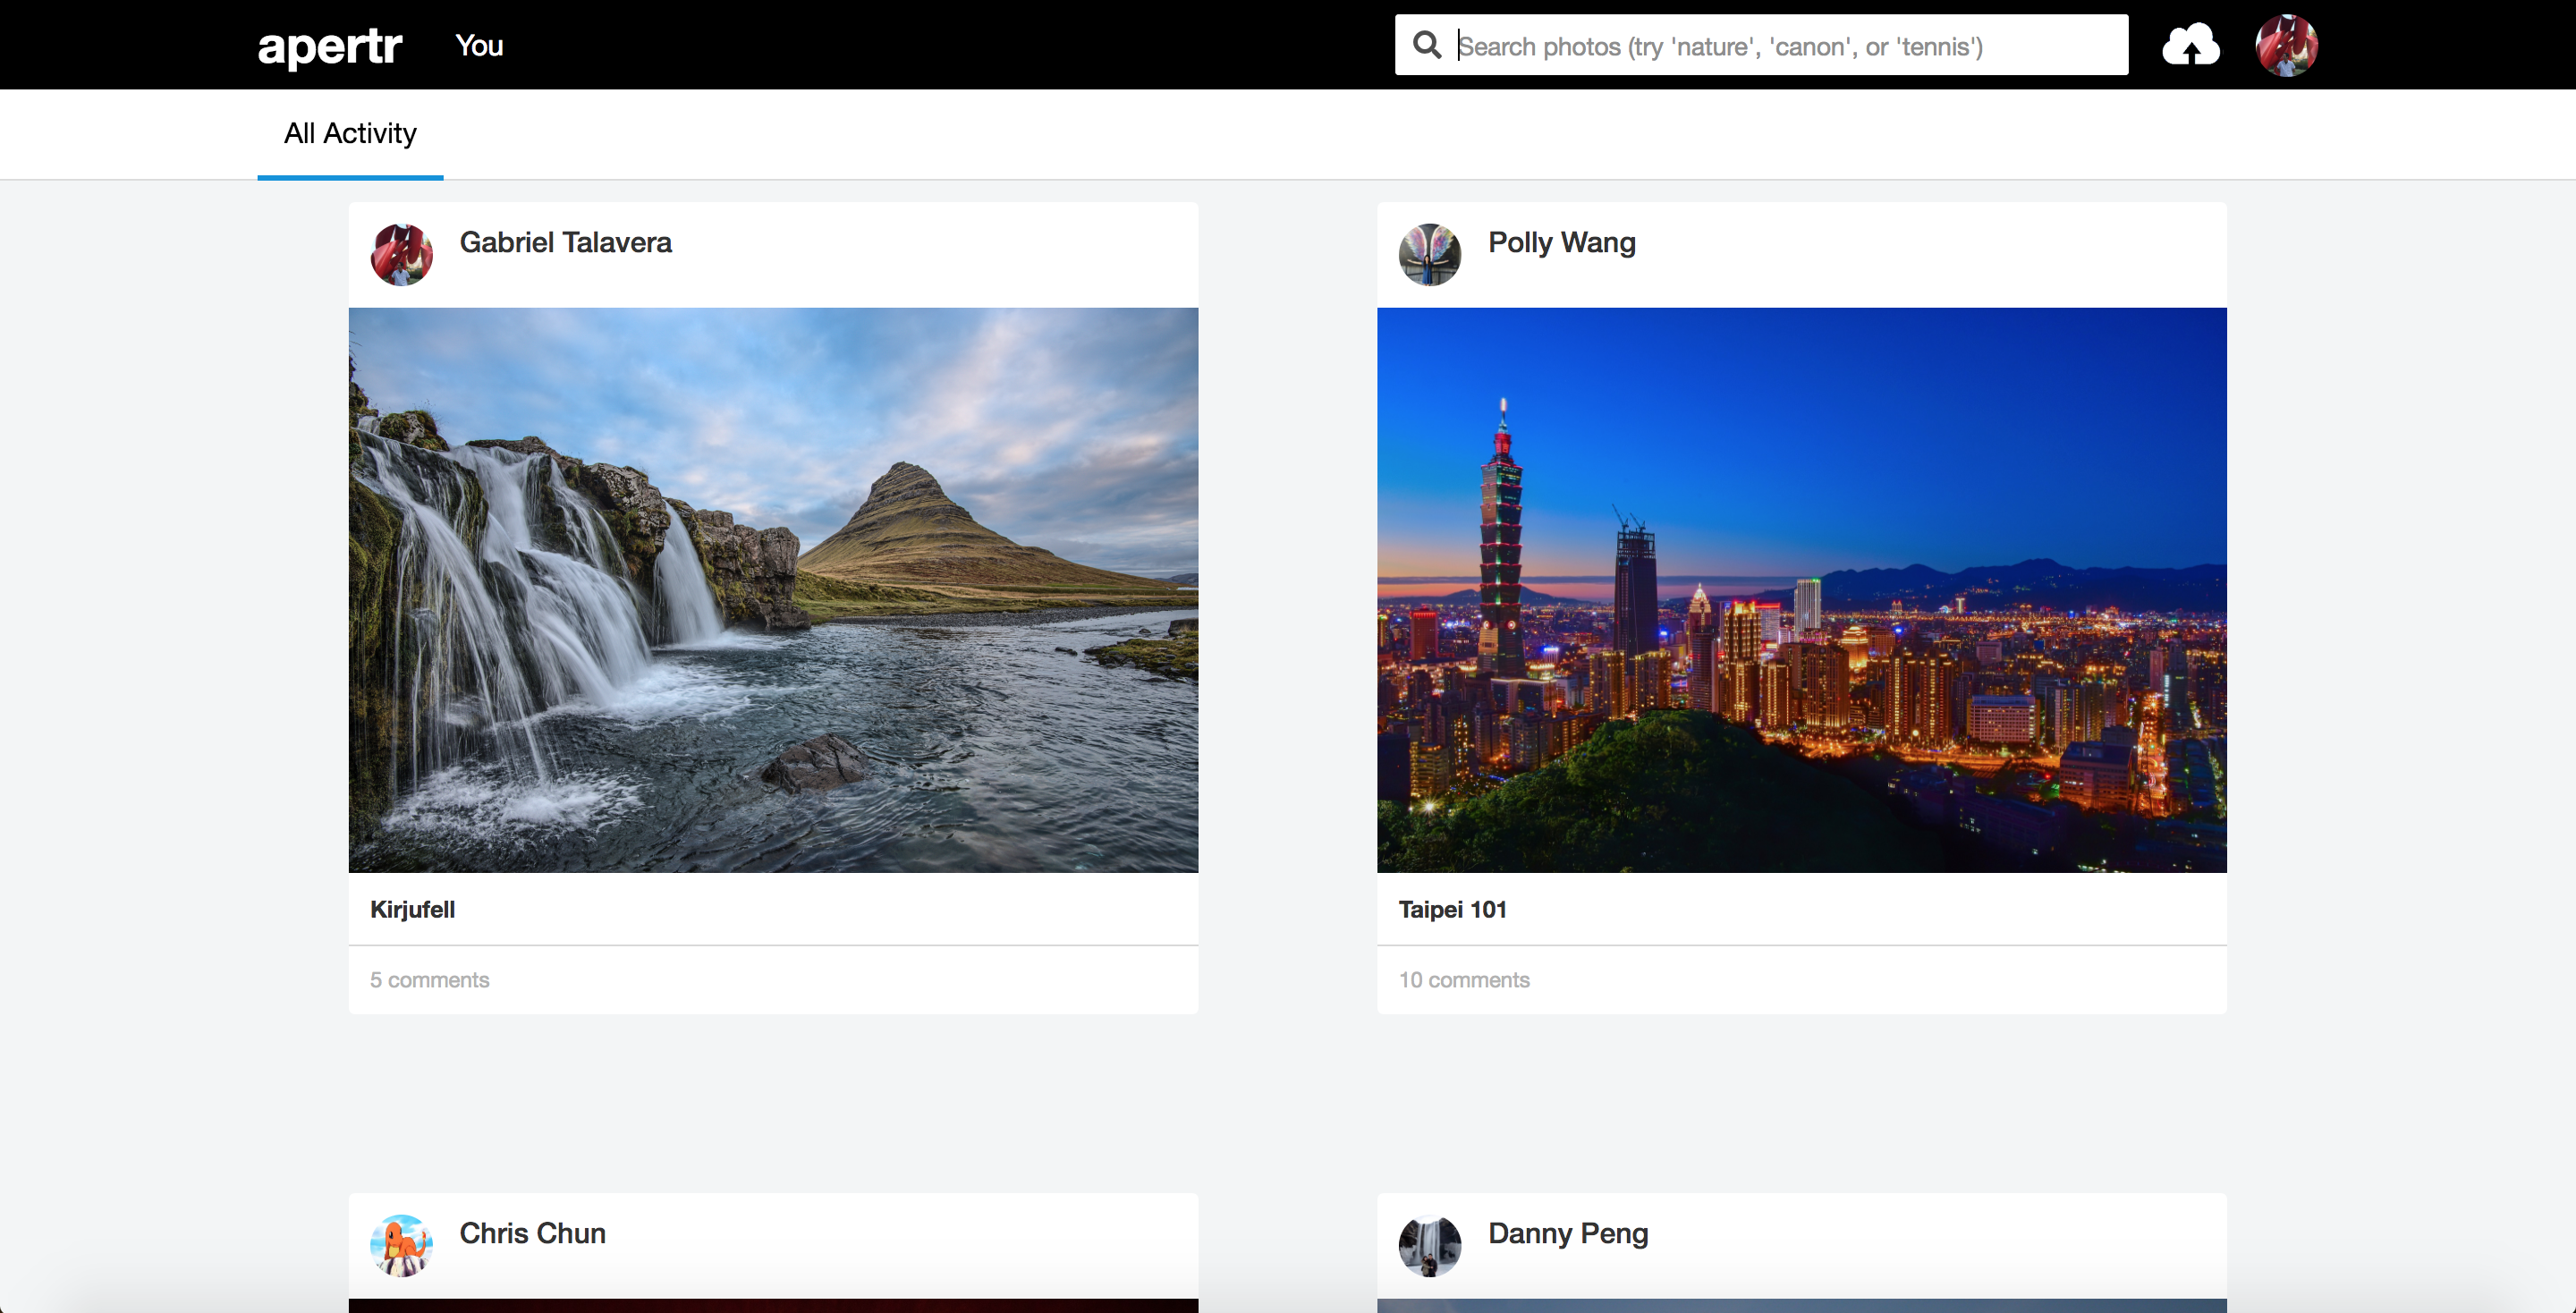 apertr
You
Search photos (try 'nature', 'canon', or 'tennis')
All Activity
Gabriel Talavera
Polly Wang
Kirjufell
Taipei 101
5 comments
10 comments
Chris Chun
Danny Peng